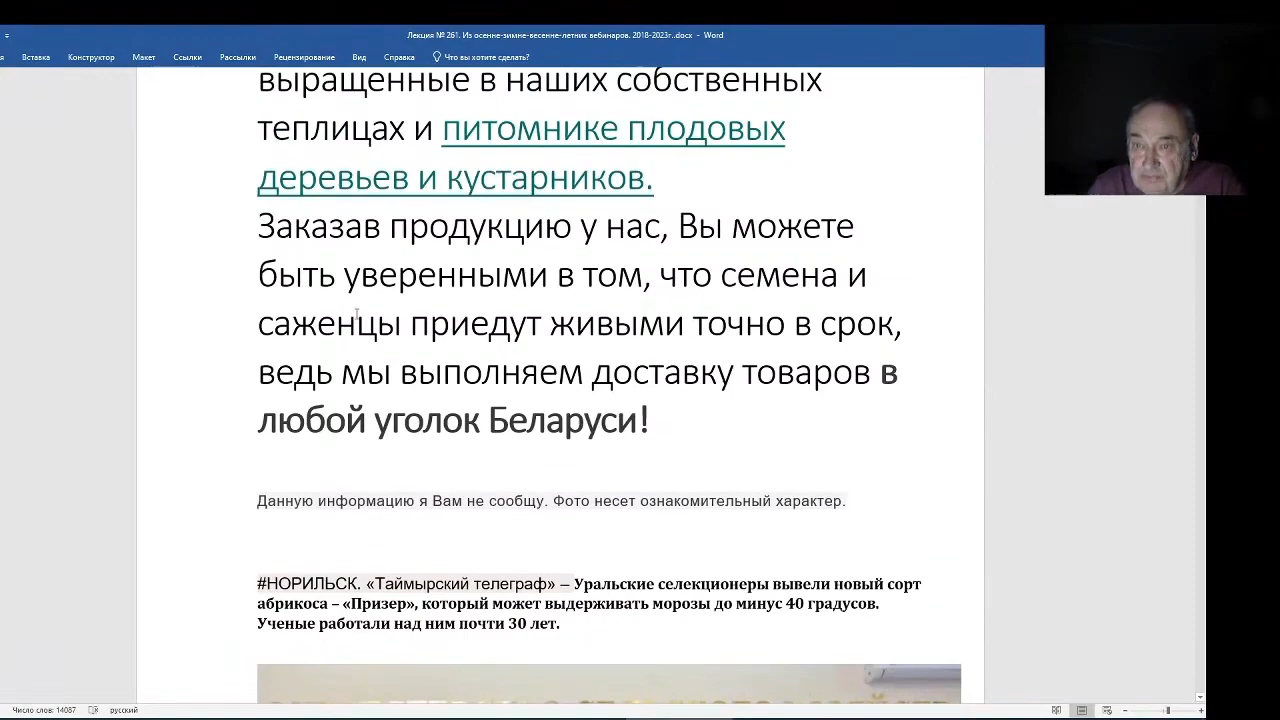 Лекция № 261. Из осенне-зимне-весенне-летних вебинаров. 2018-2023г..docx - Word
Вставка Конструктор Макет Ссылки Рассылки Рецензирование Вид Справка Что вы хотите сделать?
выращенные в наших собственных
теплицах и питомнике плодовых
деревьев и кустарников.
Заказав продукцию у нас, Вы можете
быть уверенными в том, что семена и
саженцы приедут живыми точно в срок,
ведь мы выполняем доставку товаров в
любой уголок Беларуси!
Данную информацию я Вам не сообщу. Фото несет ознакомительный характер.
#НОРИЛЬСК. «Таймырский телеграф» – Уральские селекционеры вывели новый сорт
абрикоса – «Призер», который может выдерживать морозы до минус 40 градусов.
Ученые работали над ним почти 30 лет.
Число слов: 14087 русский